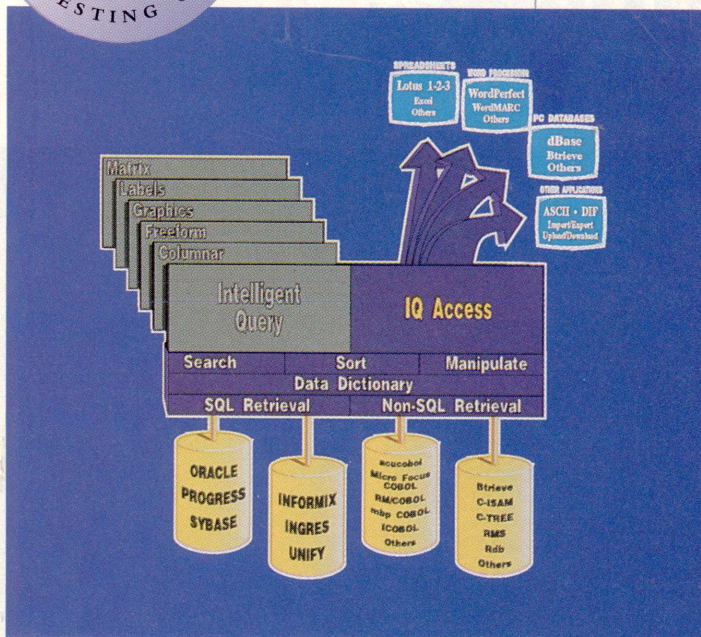 ESTING
SPREADSHEETS
Lotus 1-2-3
Excel
Others
WORD PROCESSING
WordPerfect
WordMARC
Others
PC DATABASES
dBase
Btrieve
Others
OTHER APPLICATIONS
ASCII • DIF
Import/Export
Upload/Download
Matrix
Labels
Graphics
Freeform
Columnar
Intelligent
Query
IQ Access
Search Sort Manipulate
Data Dictionary
SQL Retrieval Non-SQL Retrieval
ORACLE
PROGRESS
SYBASE
INFORMIX
INGRES
UNIFY
acucobol
Micro Focus
COBOL
RM/COBOL
mbp COBOL
ICOBOL
Others
Btrieve
C-ISAM
C-TREE
RMS
Rdb
Others